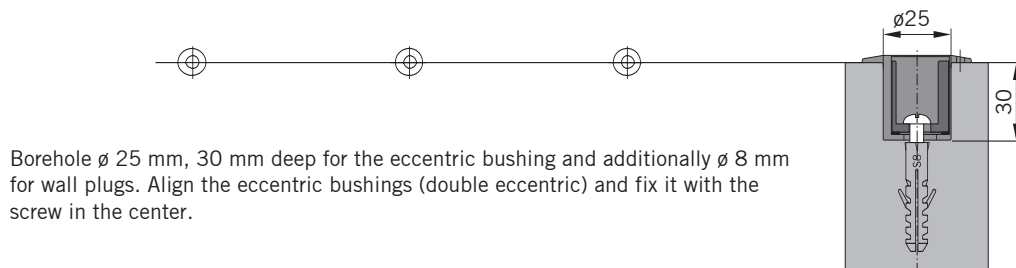 ø25
30
S8
Borehole ø 25 mm, 30 mm deep for the eccentric bushing and additionally ø 8 mm
for wall plugs. Align the eccentric bushings (double eccentric) and fix it with the
screw in the center.